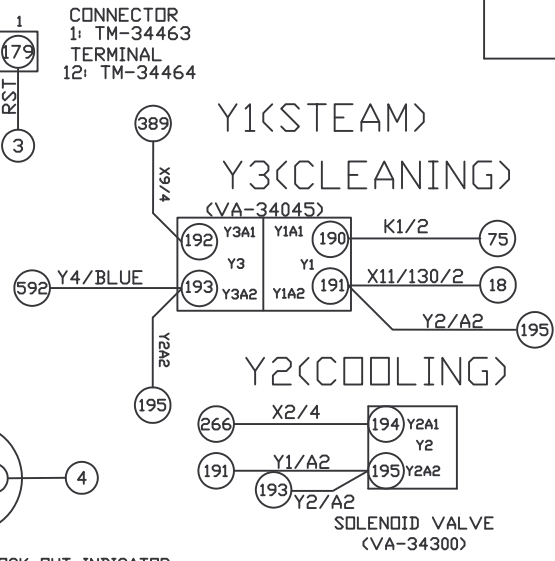 1
CONNECTOR
1: TM-34463
TERMINAL
12: TM-34464
179
RST
3
389
Y1(STEAM)
Y3(CLEANING)
X9/4
(VA-34045)
192
Y3A1
Y1A1
190
K1/2
75
Y3
Y1
592
Y4/BLUE
193
Y3A2
Y1A2
191
X11/130/2
18
Y2/A2
195
Y2A2
195
Y2(COOLING)
266
X2/4
194
Y2A1
Y2
191
Y1/A2
195
Y2A2
193
Y2/A2
4
SOLENOID VALVE
(VA-34300)